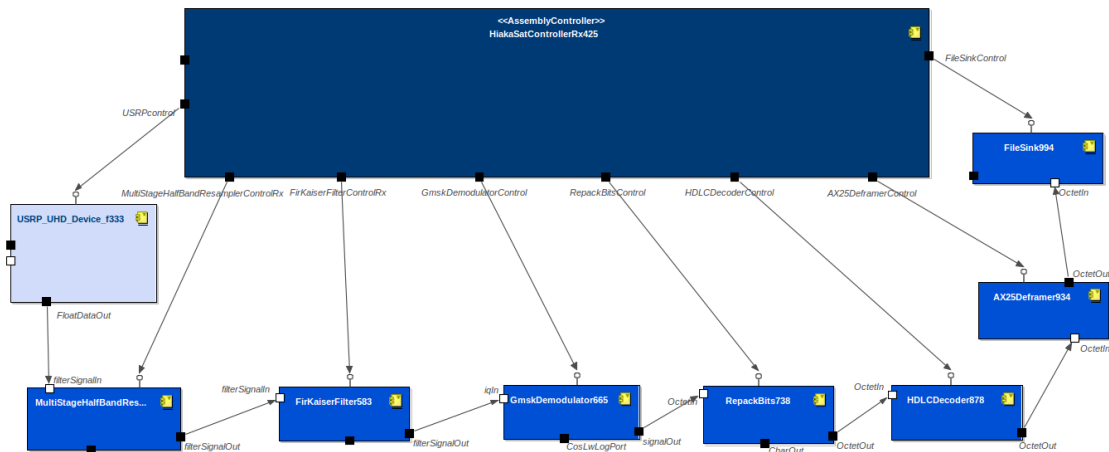 <<AssemblyController>>
HiakaSatControllerRx425
FileSinkControl
USRPcontrol
FileSink994
MultiStageHalfBandResamplerControlRx
FirKaiserFilterControlRx
GmskDemodulatorControl
RepackBitsControl
HDLCDecoderControl
AX25DeframerControl
OctetIn
USRP_UHD_Device_f333
OctetOut
AX25Deframer934
FloatDataOut
OctetIn
filterSignalIn
filterSignalIn
iqIn
OctetIn
OctetIn
MultiStageHalfBandRes...
FirKaiserFilter583
GmskDemodulator665
RepackBits738
HDLCDecoder878
filterSignalOut
filterSignalOut
CosLwLogPort
signalOut
CharOut
OctetOut
OctetOut